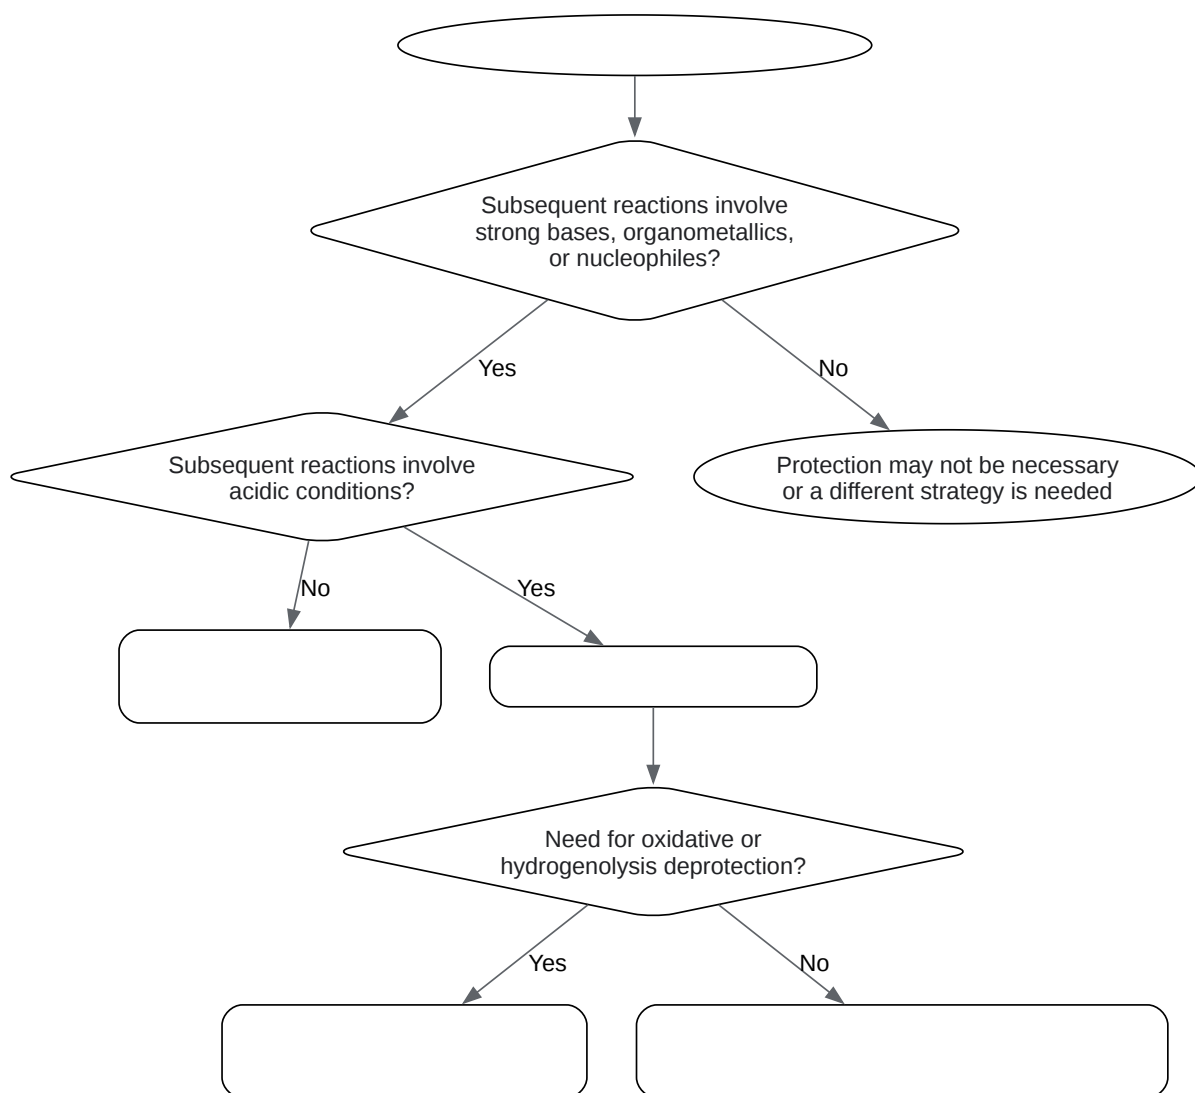 Subsequent reactions involve
strong bases, organometallics,
or nucleophiles?
Yes
No
Subsequent reactions involve
acidic conditions?
Protection may not be necessary
or a different strategy is needed
No
Yes
Need for oxidative or
hydrogenolysis deprotection?
Yes
No